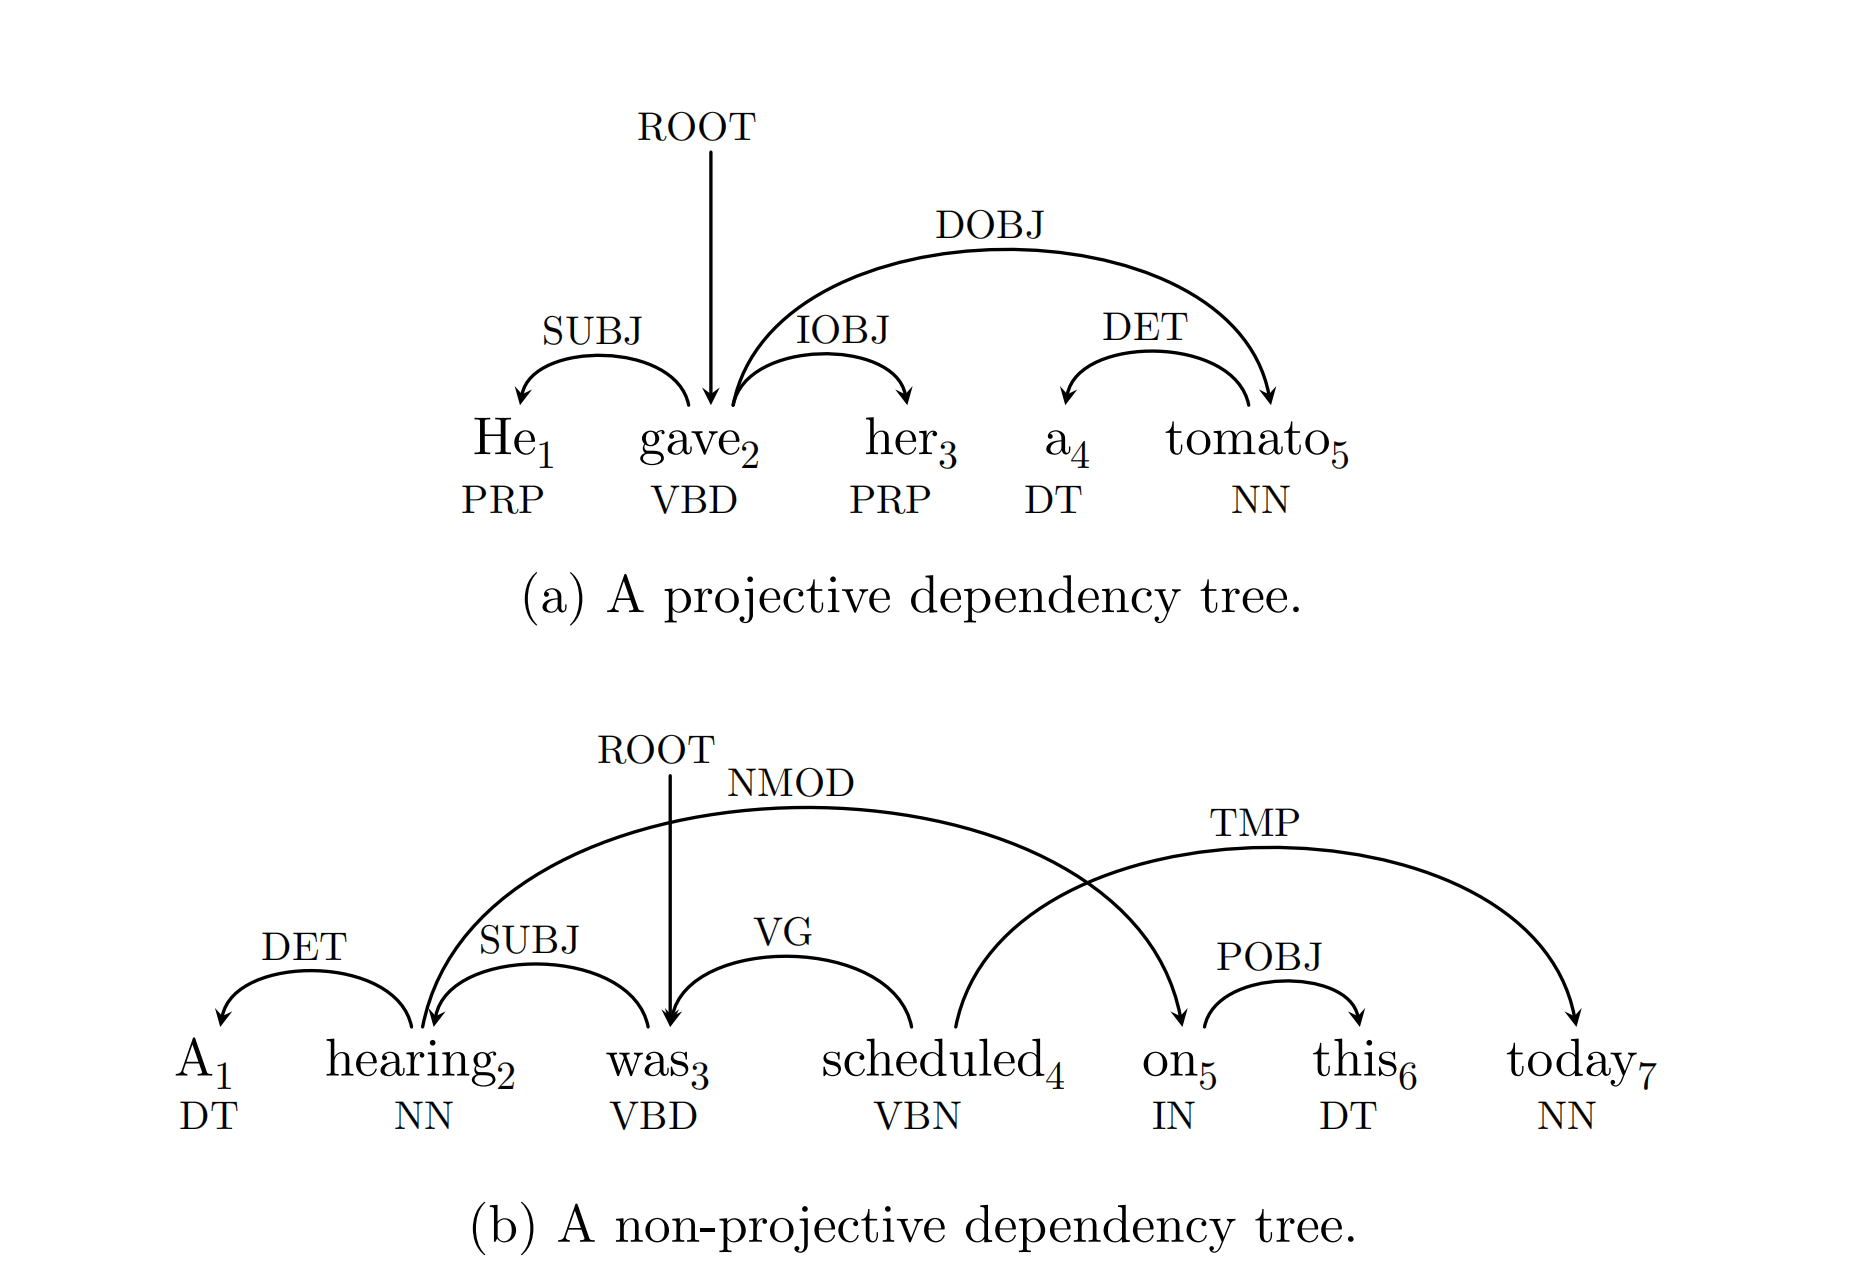 ROOT
DOBJ
SUBJ IOBJ DET
He1 gave2 her3 a4 tomato5
PRP VBD PRP DT NN
(a) A projective dependency tree.
ROOT
NMOD
TMP
DET SUBJ VG POBJ
A1 hearing2 was3 scheduled4 on5 this6 today7
DT NN VBD VBN IN DT NN
(b) A non-projective dependency tree.